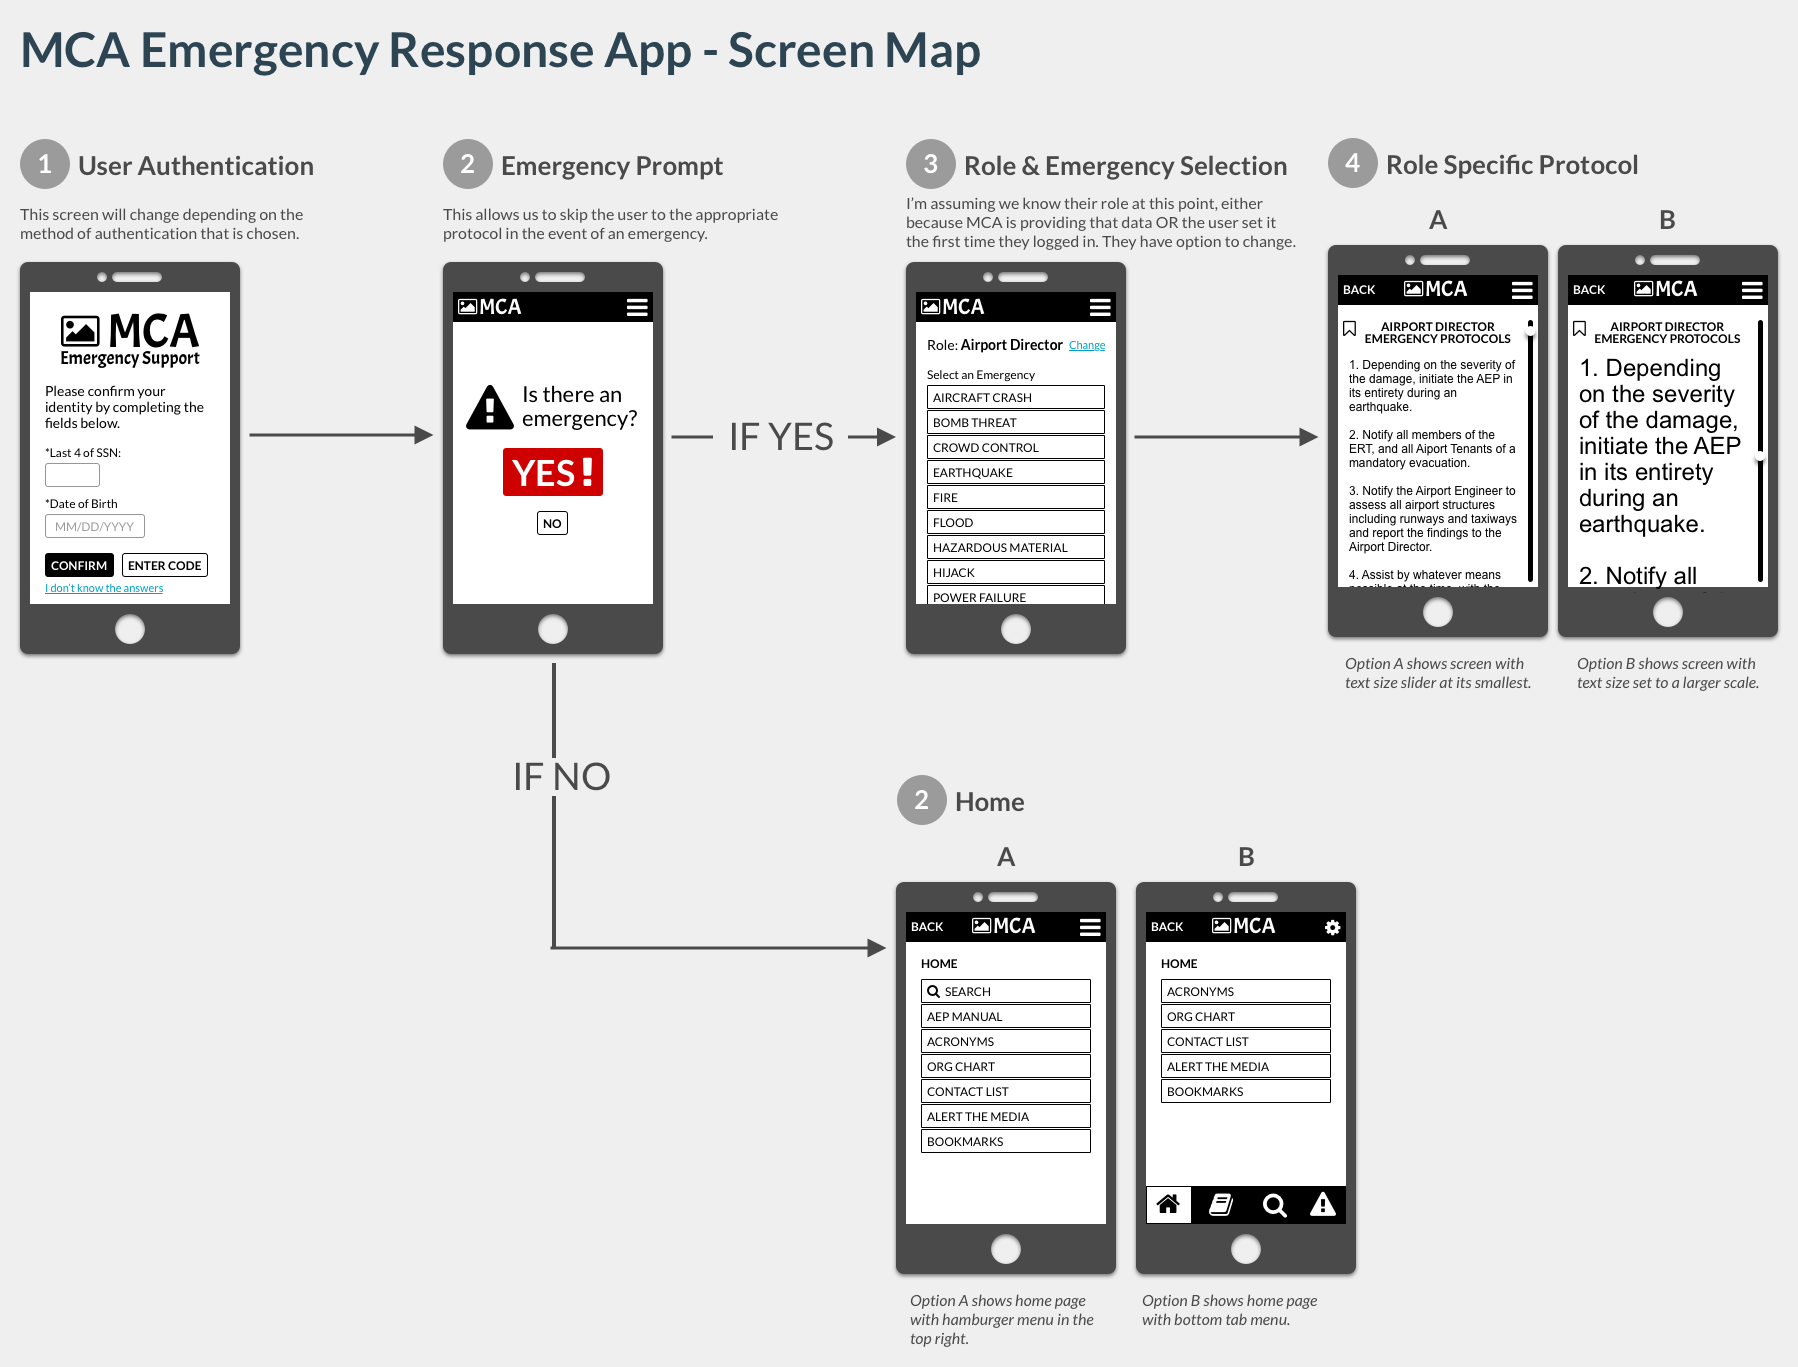 MCA Emergency Response App - Screen Map
1 User Authentication
This screen will change depending on the
method of authentication that is chosen.
MCA
Emergency Support
Please confirm your
identity by completing the
fields below.
*Last 4 of SSN:
*Date of Birth
MM/DD/YYYY
CONFIRM ENTER CODE
I don't know the answers
2 Emergency Prompt
This allows us to skip the user to the appropriate
protocol in the event of an emergency.
MCA
Is there an
emergency?
YES!
NO
IF YES
3 Role & Emergency Selection
I'm assuming we know their role at this point, either
because MCA is providing that data OR the user set it
the first time they logged in. They have option to change.
MCA
Role: Airport Director Change
Select an Emergency
AIRCRAFT CRASH
BOMB THREAT
CROWD CONTROL
EARTHQUAKE
FIRE
FLOOD
HAZARDOUS MATERIAL
HIJACK
POWER FAILURE
4 Role Specific Protocol
A
BACK MCA
AIRPORT DIRECTOR
EMERGENCY PROTOCOLS
1. Depending on the severity of
the damage, initiate the AEP in
its entirety during an
earthquake.
2. Notify all members of the
ERT, and all Aiport Tenants of a
mandatory evacuation.
3. Notify the Airport Engineer to
assess all airport structures
including runways and taxiways
and report the findings to the
Airport Director.
4. Assist by whatever means
Option A shows screen with
text size slider at its smallest.
B
BACK MCA
AIRPORT DIRECTOR
EMERGENCY PROTOCOLS
1. Depending
on the severity
of the damage,
initiate the AEP
in its entirety
during an
earthquake.
2. Notify all
Option B shows screen with
text size set to a larger scale.
IF NO
2 Home
A
BACK MCA
HOME
SEARCH
AEP MANUAL
ACRONYMS
ORG CHART
CONTACT LIST
ALERT THE MEDIA
BOOKMARKS
Option A shows home page
with hamburger menu in the
top right.
B
BACK MCA
HOME
ACRONYMS
ORG CHART
CONTACT LIST
ALERT THE MEDIA
BOOKMARKS
Option B shows home page
with bottom tab menu.